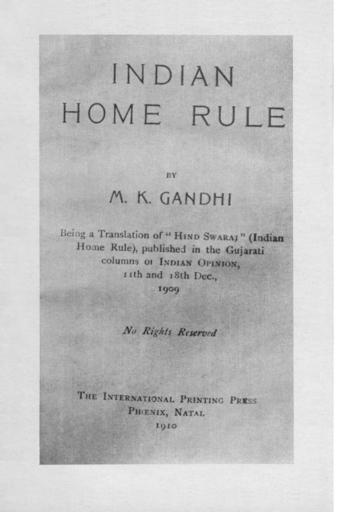 INDIAN
HOME RULE
BY
M. K. GANDHI
Being a Translation of "HIND SWARAJ" (Indian
Home Rule), published in the Gujarati
columns of INDIAN OPINION,
11th and 18th Dec.,
1909
No Rights Reserved
THE INTERNATIONAL PRINTING PRESS
PHŒNIX, NATAL
1910